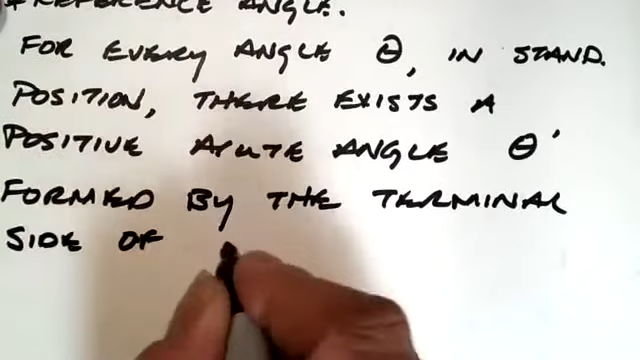 REFERENCE ANGLE.
FOR EVERY ANGLE θ, IN STAND.
POSITION, THERE EXISTS A
POSITIVE ACUTE ANGLE θ'
FORMED BY THE TERMINAL
SIDE OF